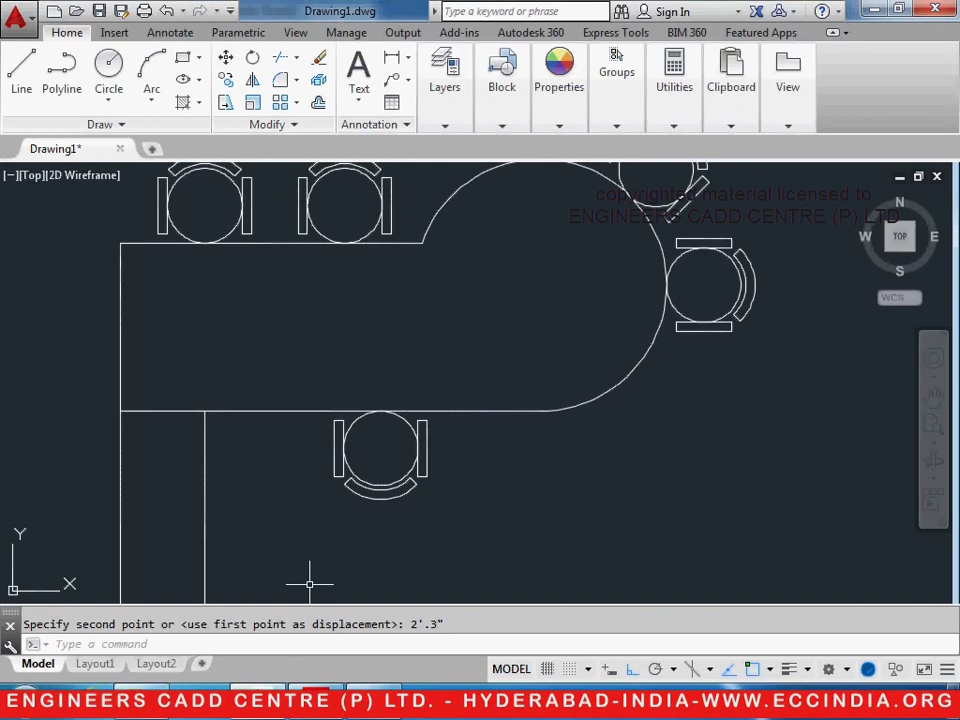 Drawing1.dwg
Type a keyword or phrase
Sign In
Home Insert Annotate Parametric View Manage Output Add-ins Autodesk 360 Express Tools BIM 360 Featured Apps
Line Polyline Circle Arc Text Layers Block Properties Groups Utilities Clipboard View
Draw Modify Annotation
Drawing1*
[−][Top][2D Wireframe]
copyrighted material licensed to
ENGINEERS CADD CENTRE (P) LTD
N
W TOP E
S
WCS
Y
X
Specify second point or <use first point as displacement>: 2'.3"
Type a command
Model Layout1 Layout2
MODEL
ENGINEERS CADD CENTRE (P) LTD. - HYDERABAD-INDIA-WWW.ECCINDIA.ORG